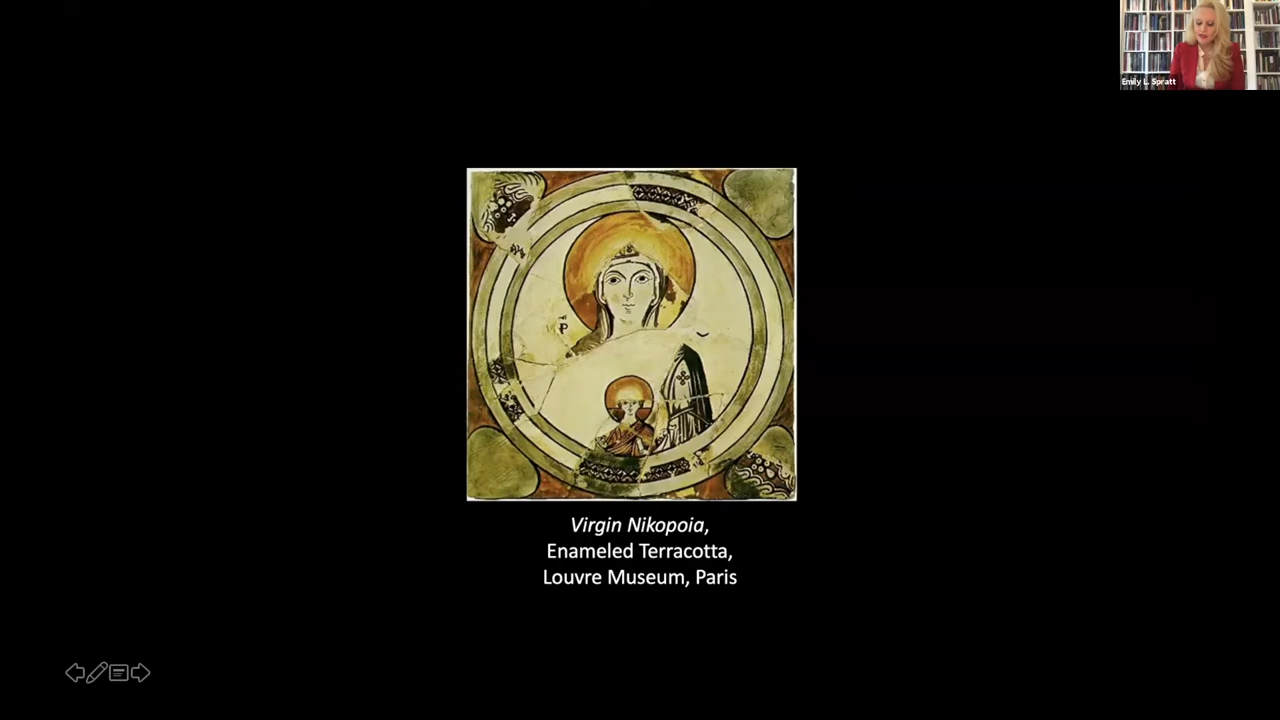 Emily L. Spratt
Virgin Nikopoia,
Enameled Terracotta,
Louvre Museum, Paris